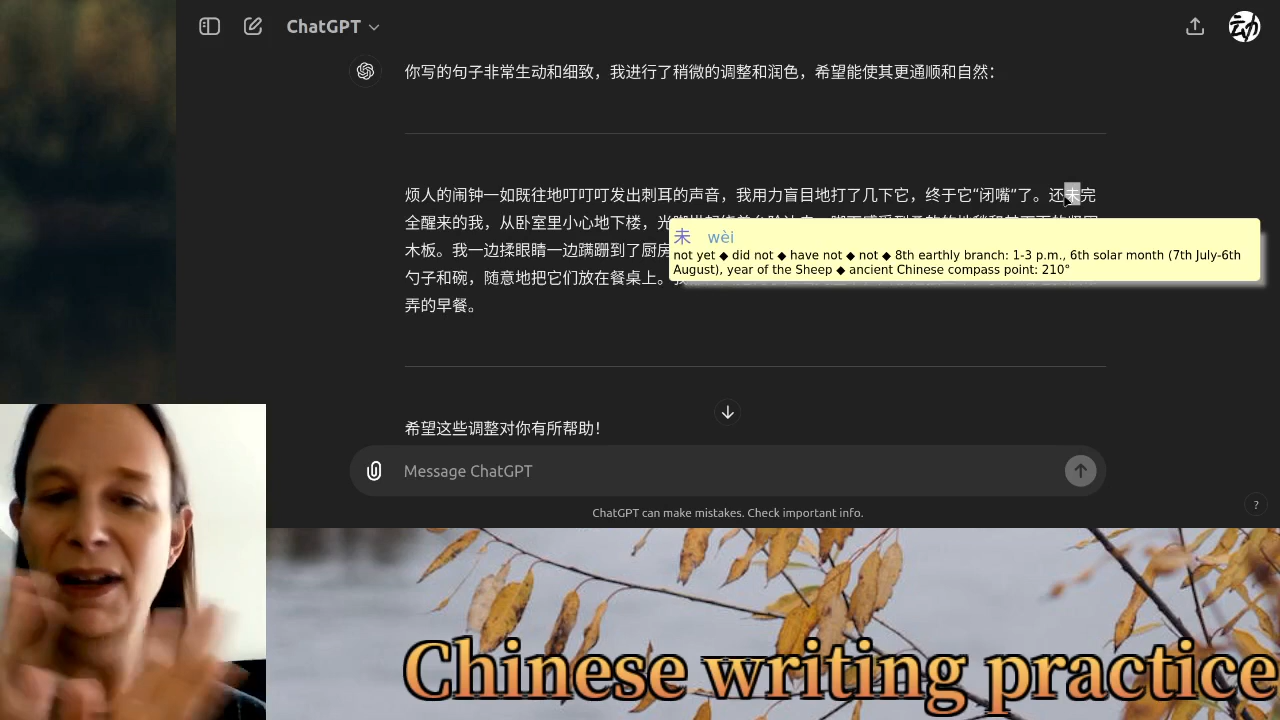 ChatGPT
你写的句子非常生动和细致，我进行了稍微的调整和润色，希望能使其更通顺和自然：
烦人的闹钟一如既往地叮叮叮发出刺耳的声音，我用力盲目地打了几下它，终于它“闭嘴”了。还未完
全醒来的我，从卧室里小心地下楼，光
木板。我一边揉眼睛一边蹒跚到了厨房
勺子和碗，随意地把它们放在餐桌上。
弄的早餐。
未 wèi
not yet ◆ did not ◆ have not ◆ not ◆ 8th earthly branch: 1-3 p.m., 6th solar month (7th July-6th
August), year of the Sheep ◆ ancient Chinese compass point: 210°
希望这些调整对你有所帮助！
Message ChatGPT
ChatGPT can make mistakes. Check important info.
?
Chinese writing practice